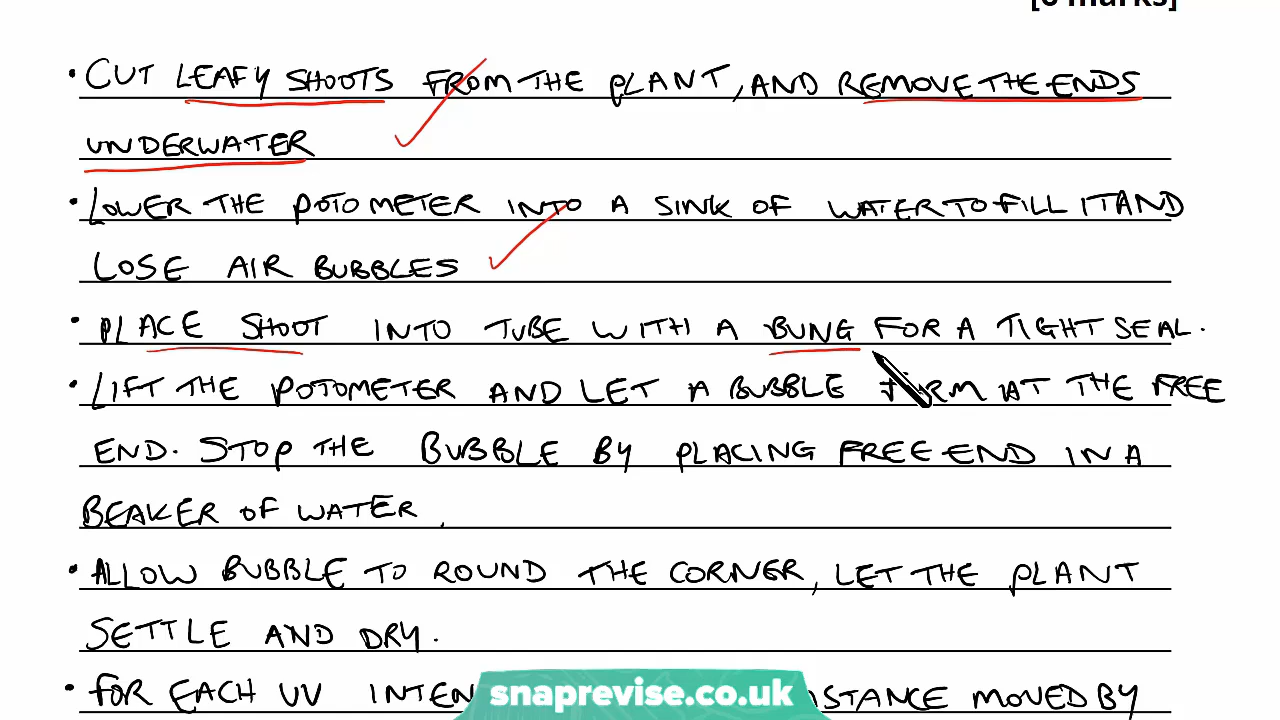 [6 marks]
• CUT LEAFY SHOOTS FROM THE PLANT, AND REMOVE THE ENDS
UNDERWATER
• LOWER THE POTOMETER INTO A SINK OF WATER TO FILL IT AND
LOSE AIR BUBBLES
• PLACE SHOOT INTO TUBE WITH A BUNG FOR A TIGHT SEAL.
• LIFT THE POTOMETER AND LET A BUBBLE FORM AT THE FREE
END. STOP THE BUBBLE BY PLACING FREE END IN A
BEAKER OF WATER.
• ALLOW BUBBLE TO ROUND THE CORNER, LET THE PLANT
SETTLE AND DRY.
• FOR EACH UV MOVED BY
snaprevise.co.uk